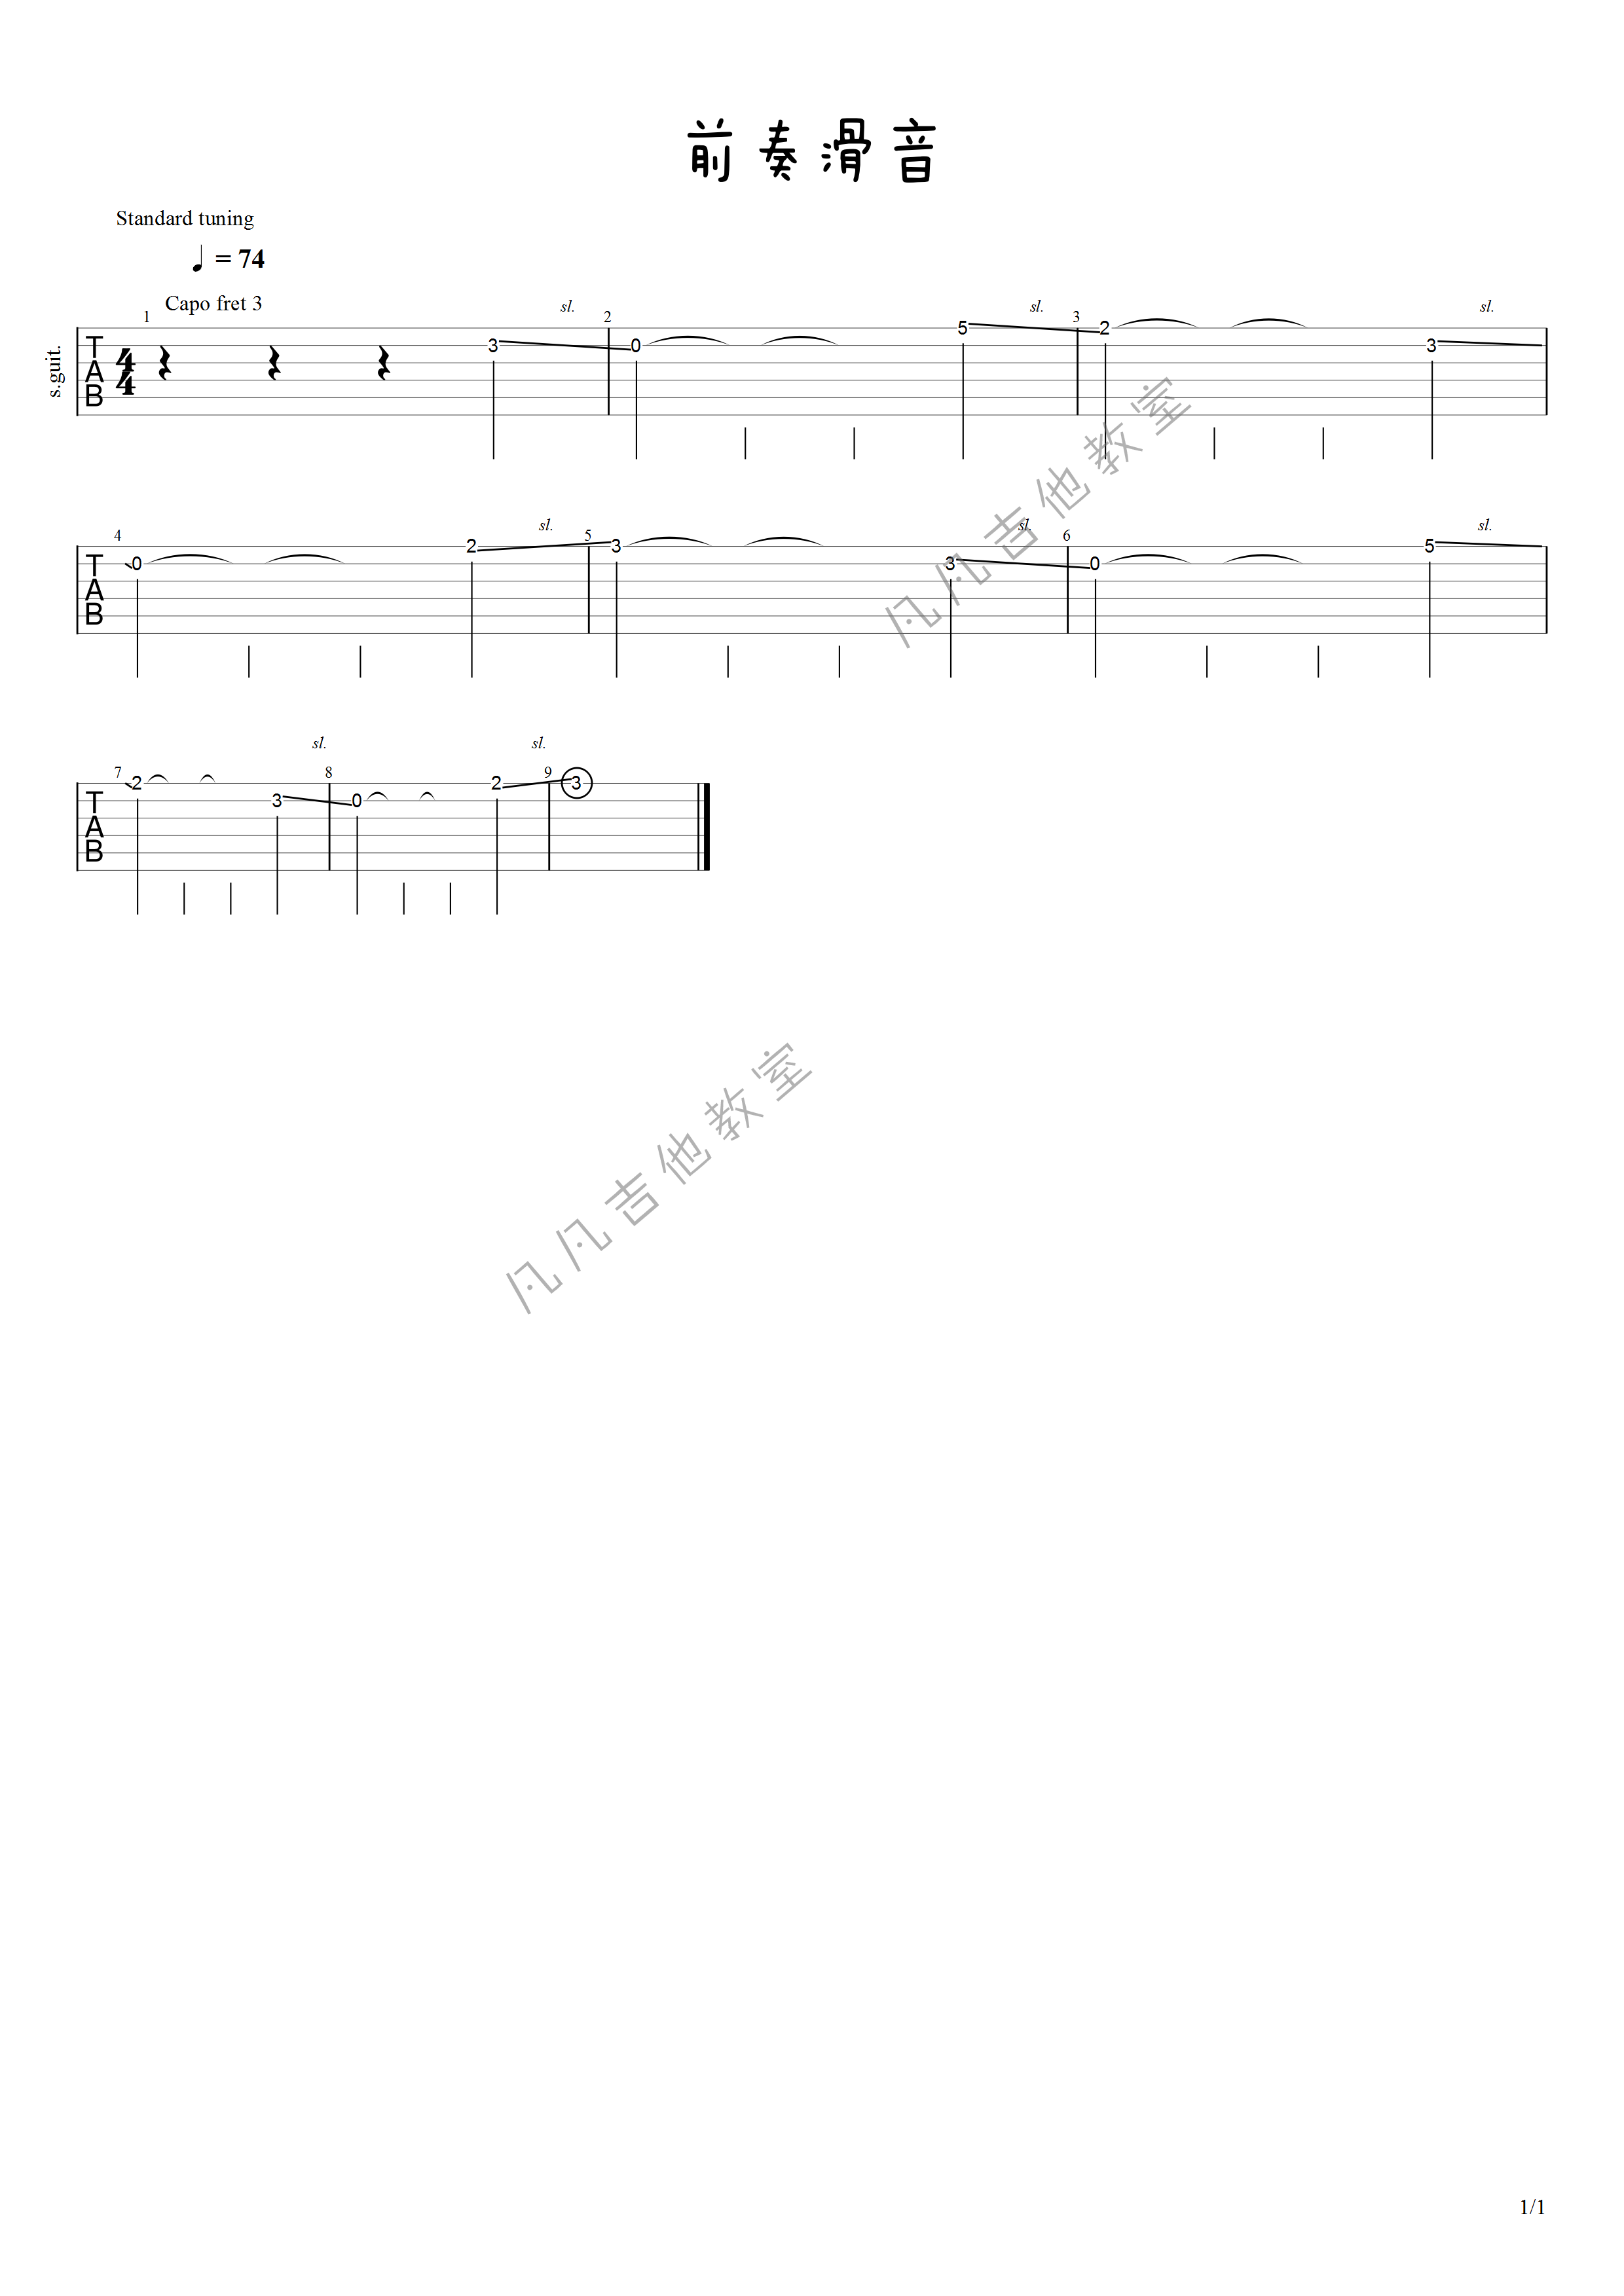 前奏滑音
Standard tuning
♩ = 74
Capo fret 3
s.guit.
1 sl. 2 sl. 3 sl.
T A B 4/4 3 0 5 2 3
4 sl. 5 sl. 6 sl.
T A B 0 2 3 3 0 5
7 sl. 8 sl. 9
T A B 2 3 0 2 3
凡凡吉他教室
凡凡吉他教室
1/1